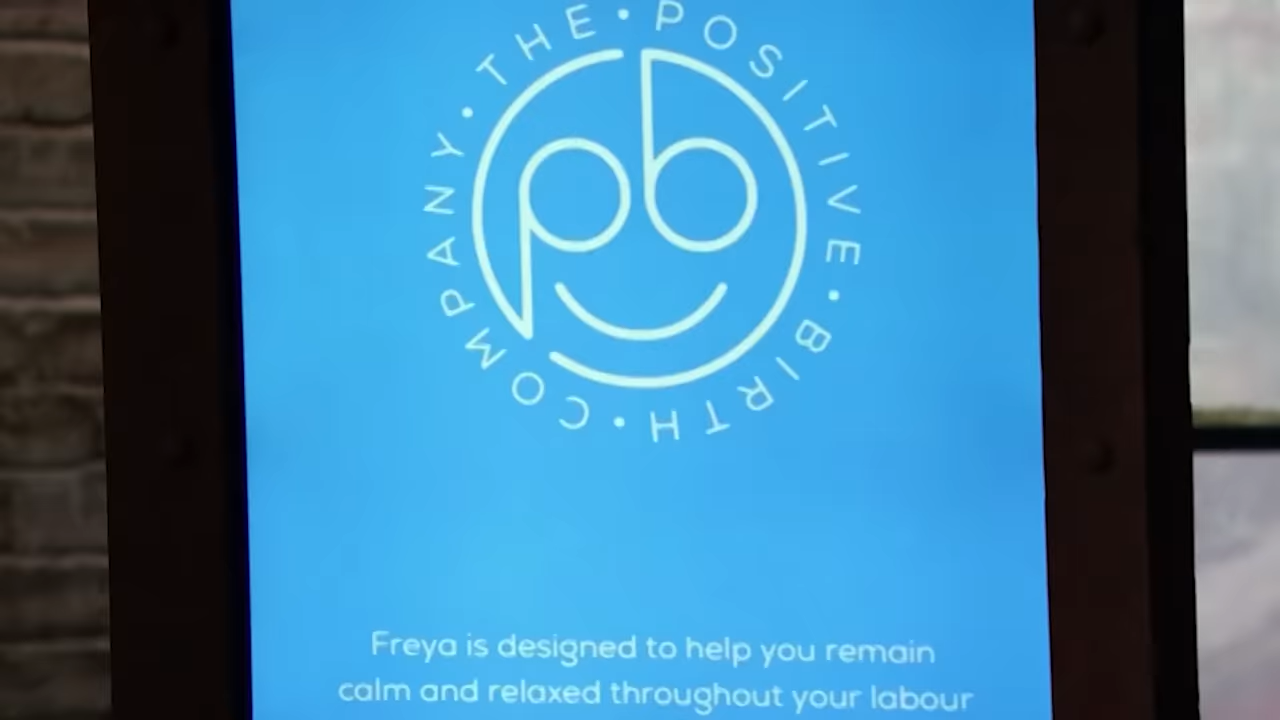 THE • POSITIVE • BIRTH • COMPANY •
pb
Freya is designed to help you remain
calm and relaxed throughout your labour